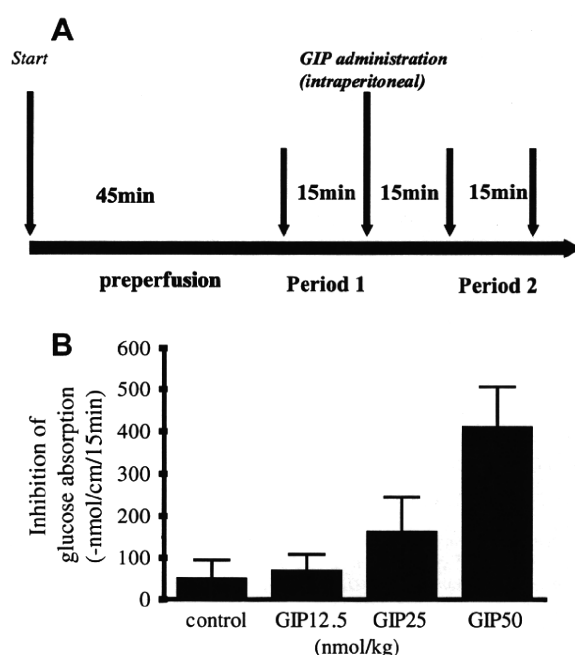 A
Start
GIP administration
(intraperitoneal)
45min
15min
15min
15min
preperfusion
Period 1
Period 2
B
Inhibition of
glucose absorption
(-nmol/cm/15min)
600
500
400
300
200
100
0
control
GIP12.5
GIP25
GIP50
(nmol/kg)